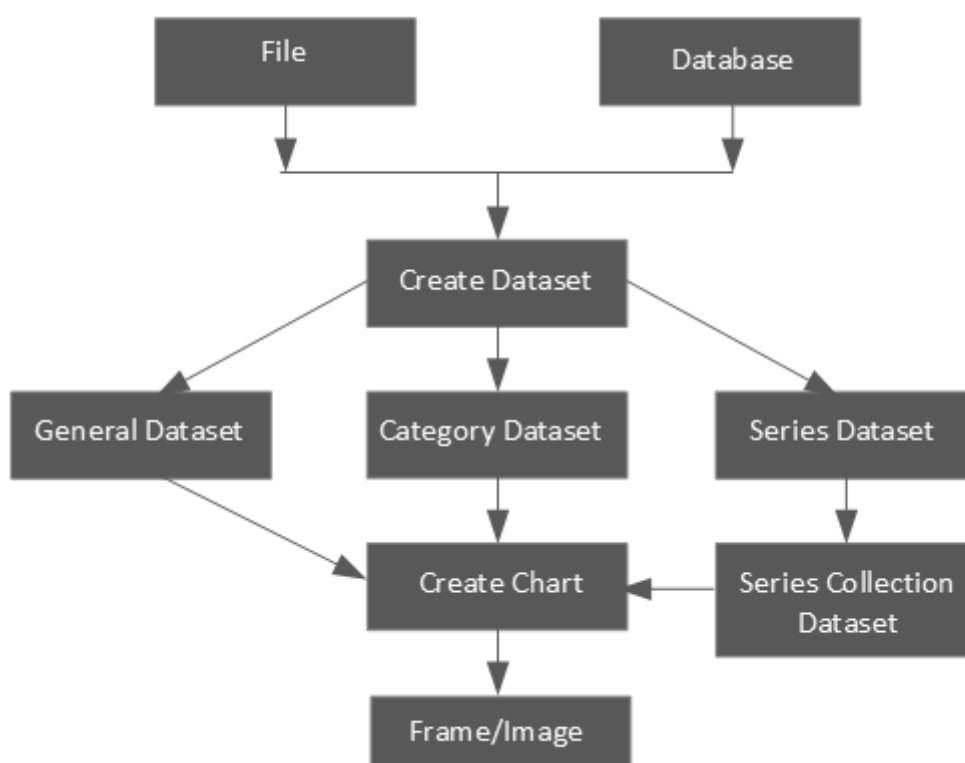 File
Database
Create Dataset
General Dataset
Category Dataset
Series Dataset
Create Chart
Series Collection
Dataset
Frame/Image